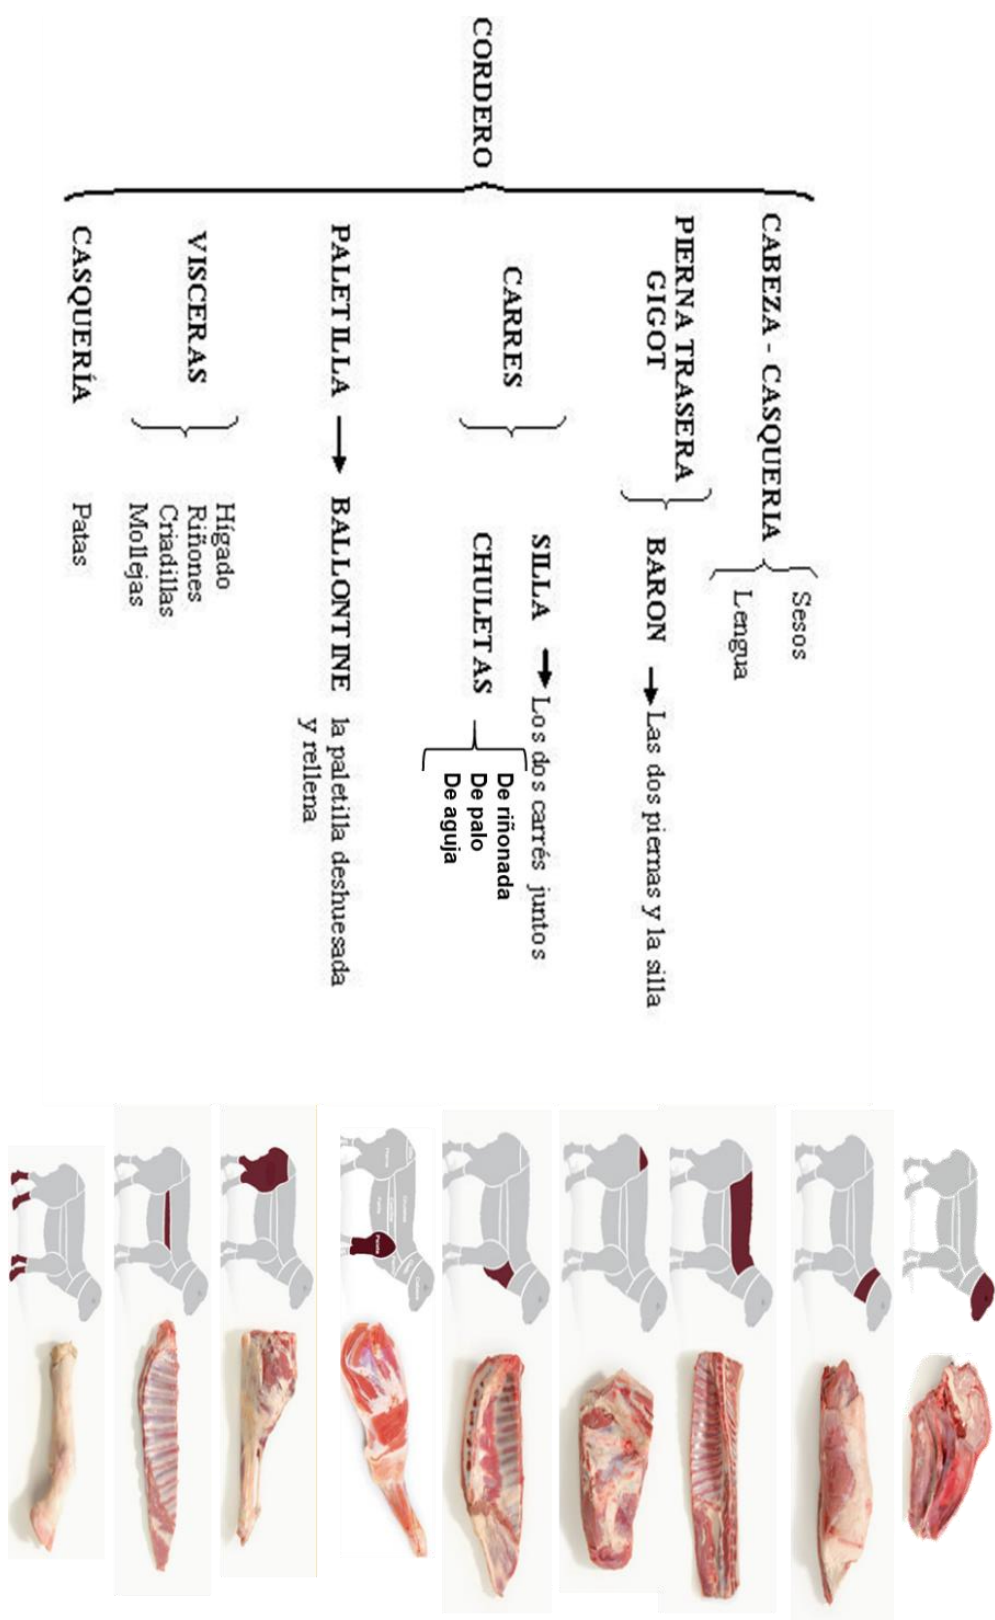 CORDERO
CABEZA - CASQUERIA
Sesos
Lengua
PIERNA TRASERA
GIGOT
BARON
Las dos piernas y la silla
CARRES
SILLA
Los dos carrés juntos
CHULETAS
De riñonada
De palo
De aguja
PALETILLA
BALLONTINE
la paletilla deshuesada
y rellena
VISCERAS
Hígado
Riñones
Criadillas
Mollejas
CASQUERÍA
Patas